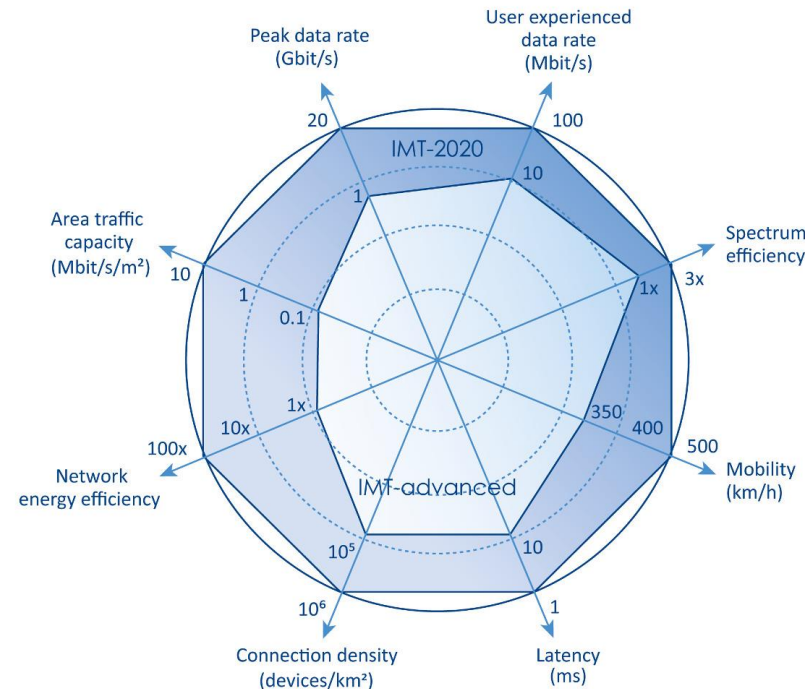 Peak data rate
(Gbit/s)
User experienced
data rate
(Mbit/s)
20
100
IMT-2020
1
10
Area traffic
capacity
(Mbit/s/m²)
Spectrum
efficiency
10
1
0.1
1x
3x
1x
10x
100x
350
400
500
Network
energy efficiency
Mobility
(km/h)
IMT-advanced
10⁵
10
10⁶
1
Connection density
(devices/km²)
Latency
(ms)